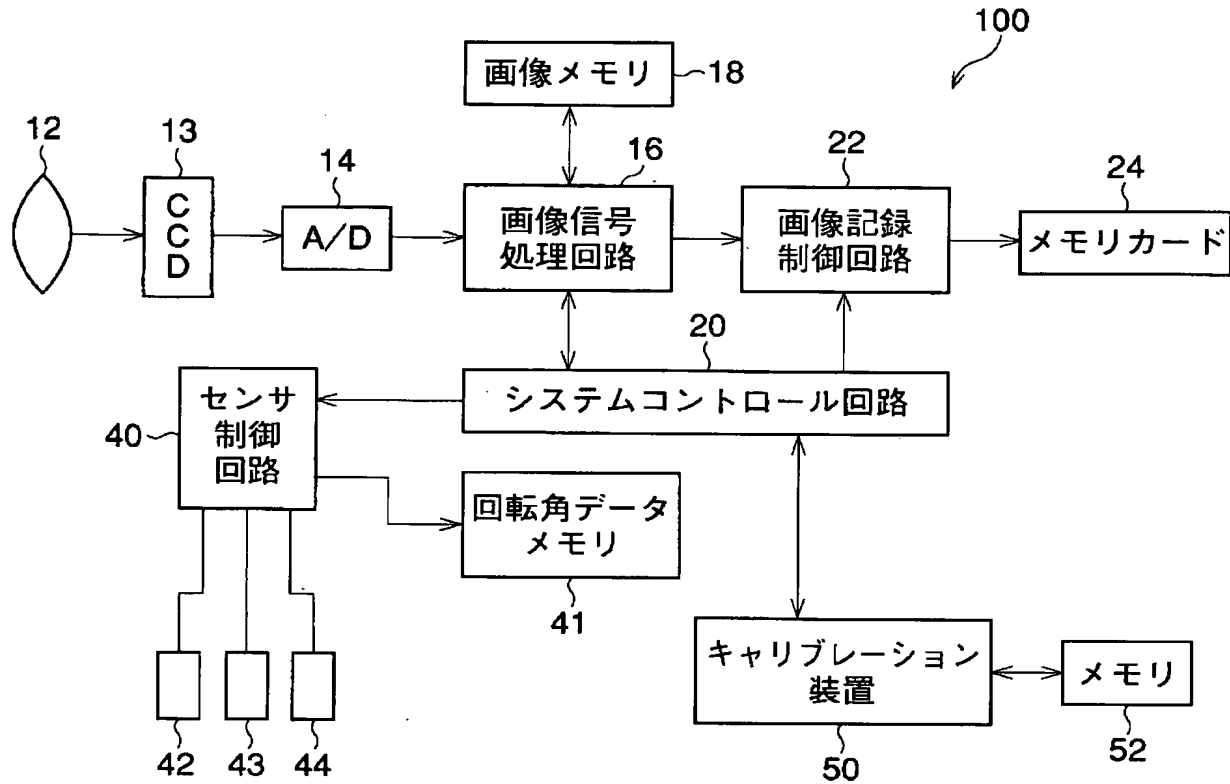 100
画像メモリ
18
12
13
14
16
22
24
CCD
A/D
画像信号
処理回路
画像記録
制御回路
メモリカード
20
センサ
制御
回路
40
システムコントロール回路
回転角データ
メモリ
41
42
43
44
キャリブレーション
装置
50
メモリ
52